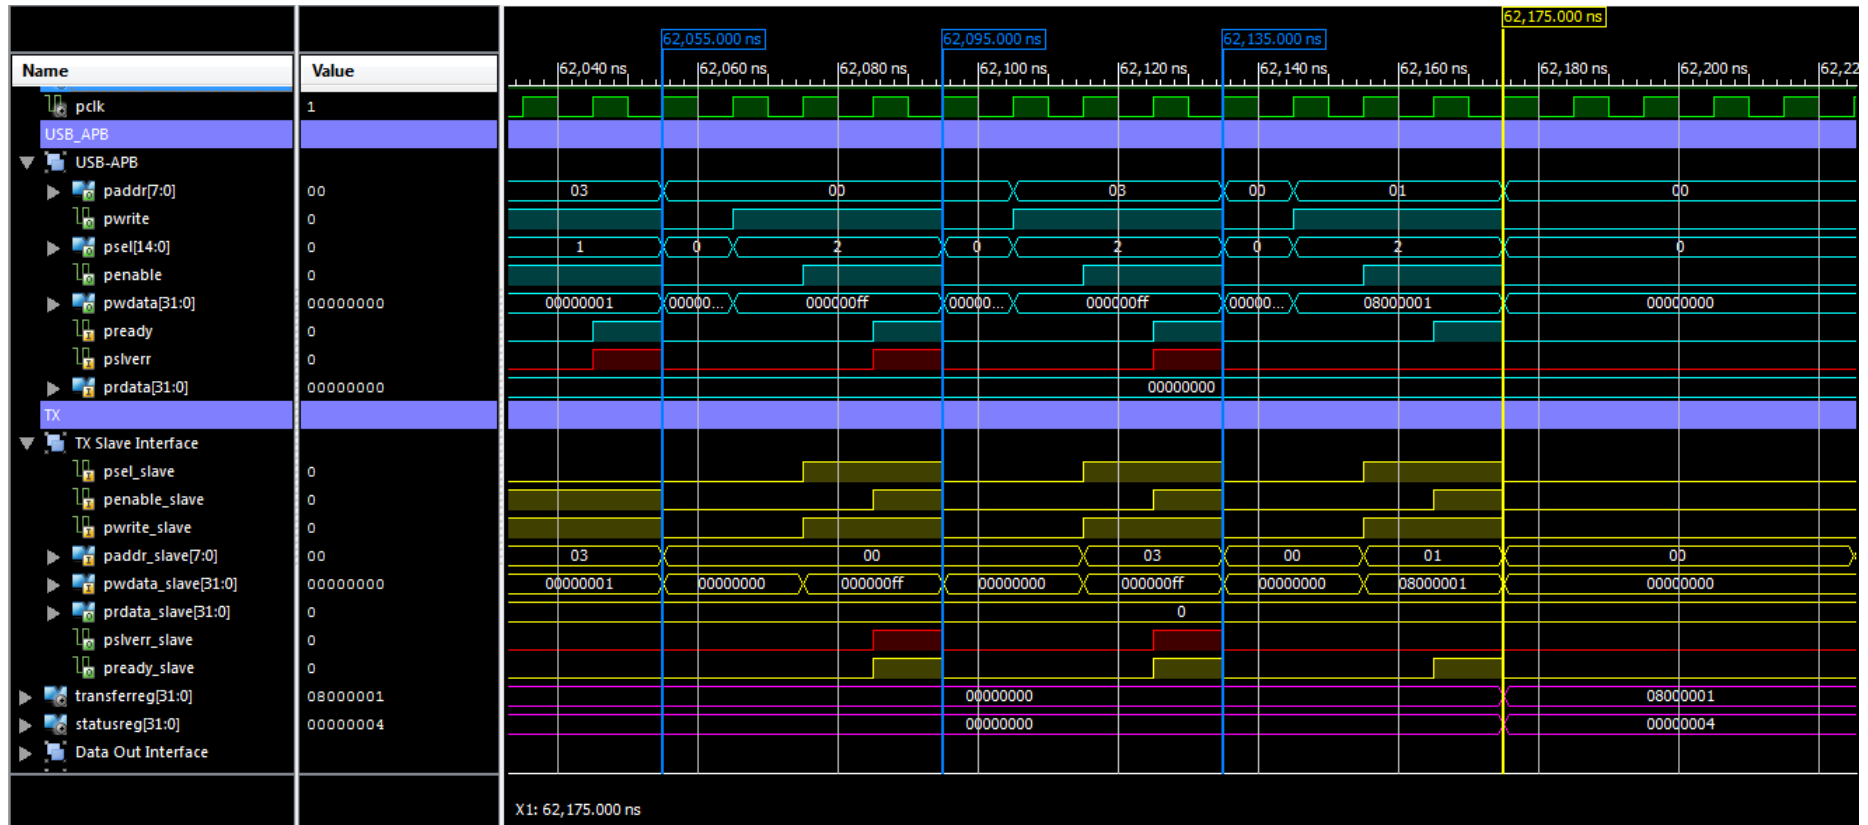 62,175.000 ns
62,055.000 ns 62,095.000 ns 62,135.000 ns
Name Value 62,040 ns 62,060 ns 62,080 ns 62,100 ns 62,120 ns 62,140 ns 62,160 ns 62,180 ns 62,200 ns 62,22
pclk 1
USB_APB
USB-APB
paddr[7:0] 00 03 00 03 00 01 00
pwrite 0
psel[14:0] 0 1 0 2 0 2 0 2 0
penable 0
pwdata[31:0] 00000000 00000001 00000... 000000ff 00000... 000000ff 00000... 08000001 00000000
pready 0
pslverr 0
prdata[31:0] 00000000 00000000
TX
TX Slave Interface
psel_slave 0
penable_slave 0
pwrite_slave 0
paddr_slave[7:0] 00 03 00 03 00 01 00
pwdata_slave[31:0] 00000000 00000001 00000000 000000ff 00000000 000000ff 00000000 08000001 00000000
prdata_slave[31:0] 0 0
pslverr_slave 0
pready_slave 0
transferreg[31:0] 08000001 00000000 08000001
statusreg[31:0] 00000004 00000000 00000004
Data Out Interface
X1: 62,175.000 ns